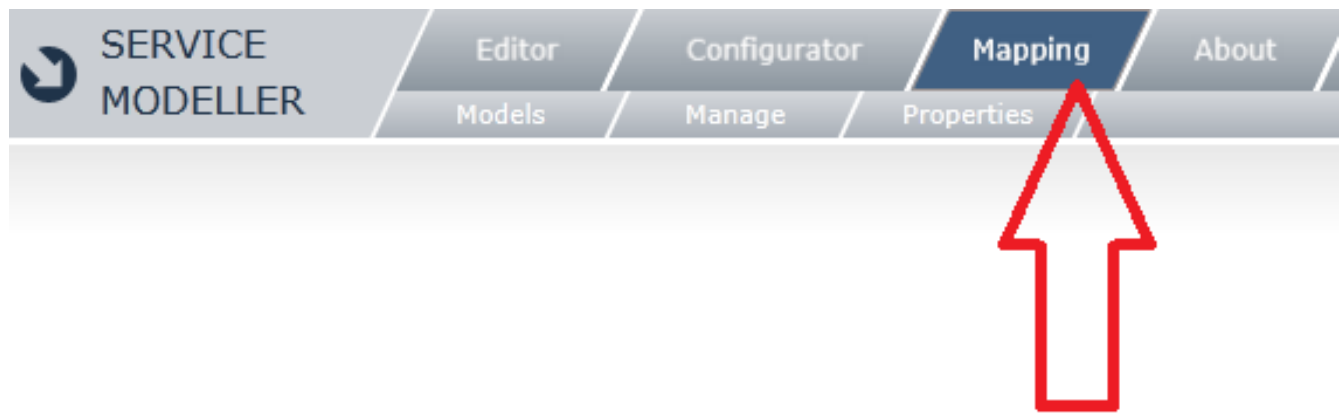 SERVICE
MODELLER
Editor Configurator Mapping About
Models Manage Properties